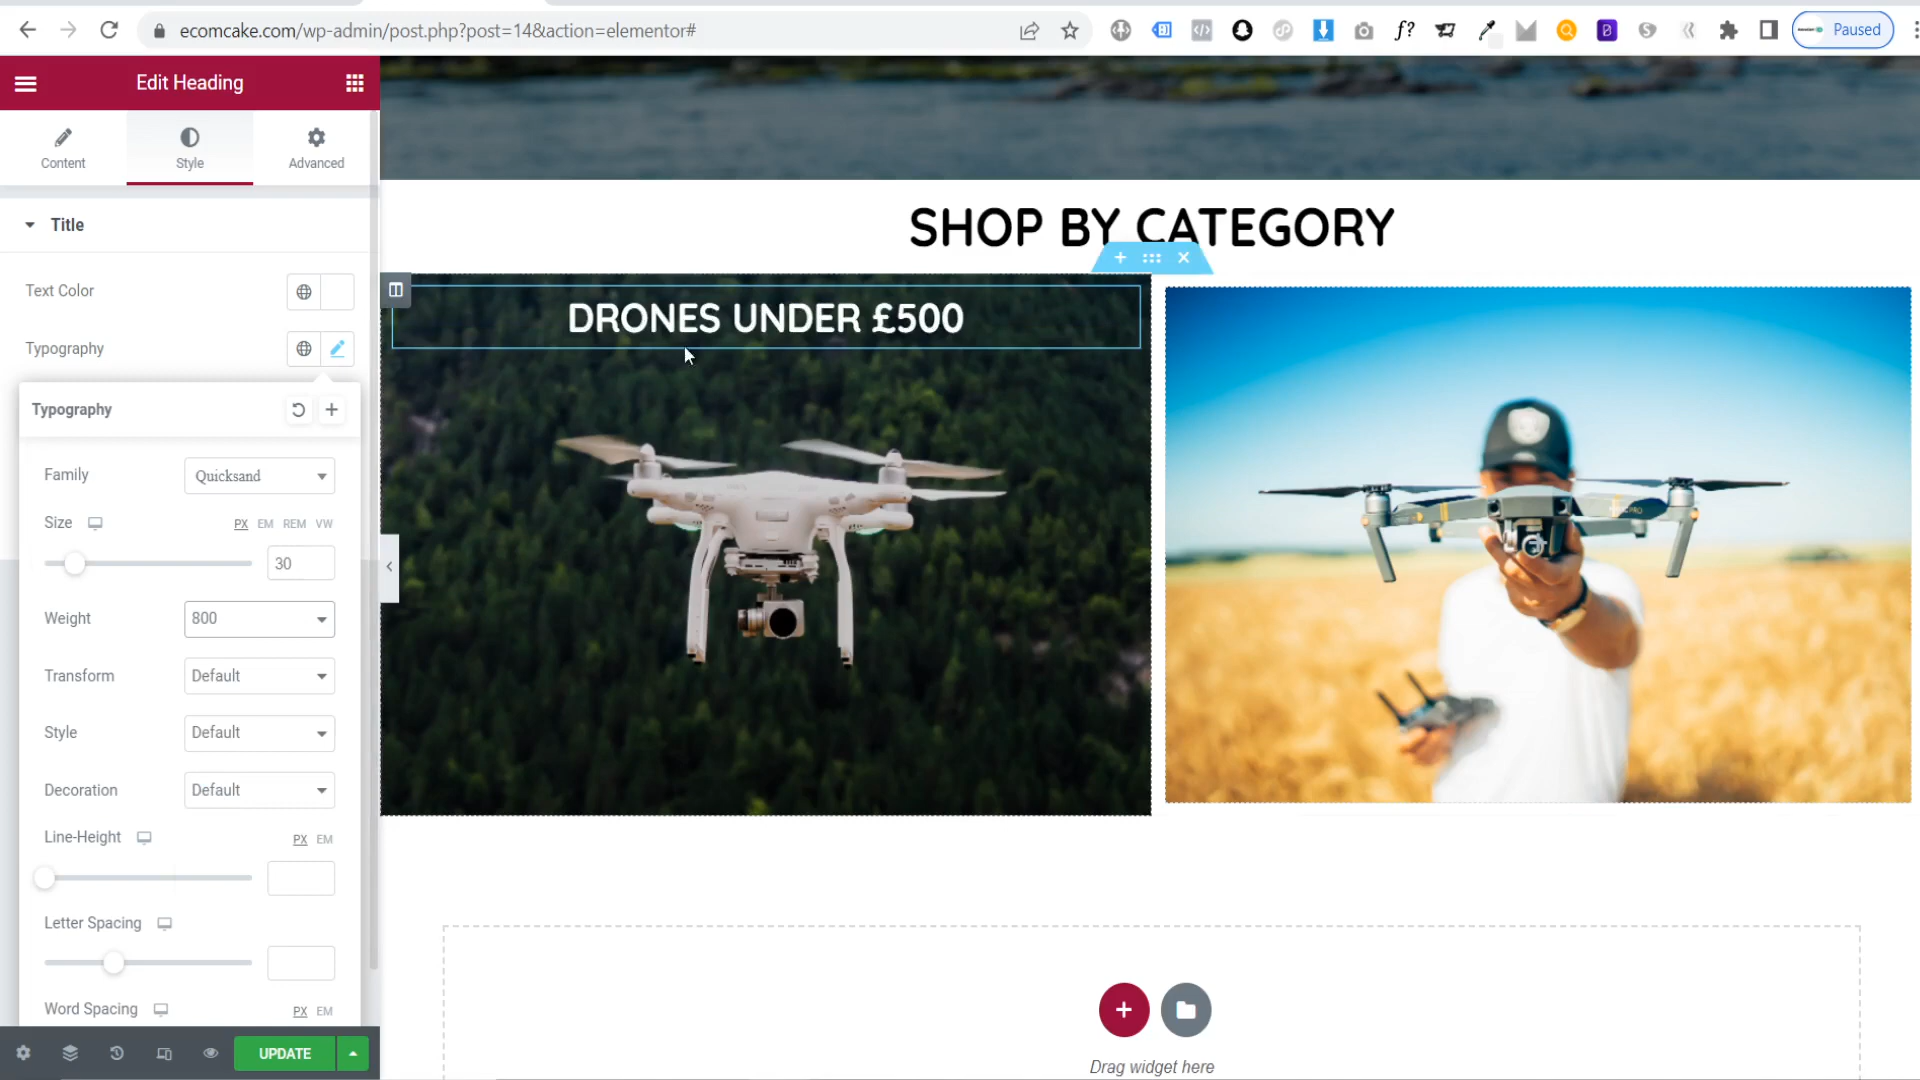 ecomcake.com/wp-admin/post.php?post=14&action=elementor#
f?
Paused
Edit Heading
Content
Style
Advanced
Title
Text Color
Typography
Typography
Family
Quicksand
Size
PX EM REM VW
30
Weight
800
Transform
Default
Style
Default
Decoration
Default
Line-Height
PX EM
Letter Spacing
Word Spacing
PX EM
UPDATE
SHOP BY CATEGORY
DRONES UNDER £500
PRO
Drag widget here